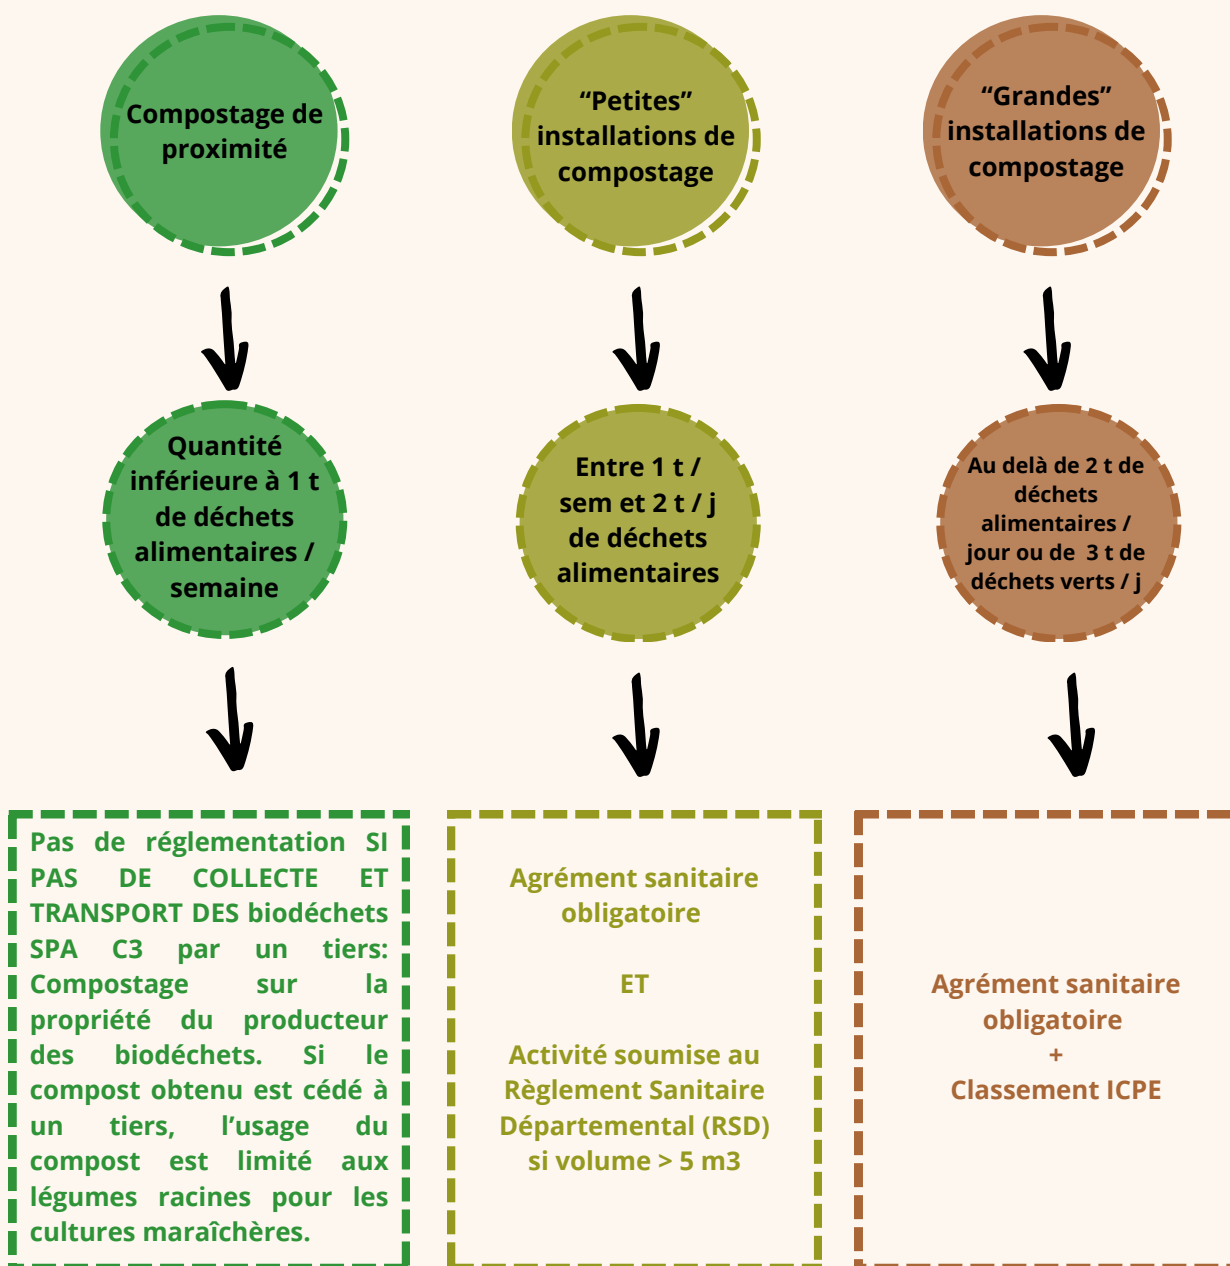 Compostage de
proximité
“Petites”
installations de
compostage
“Grandes”
installations de
compostage
Quantité
inférieure à 1 t
de déchets
alimentaires /
semaine
Entre 1 t /
sem et 2 t / j
de déchets
alimentaires
Au delà de 2 t de
déchets
alimentaires /
jour ou de 3 t de
déchets verts / j
Pas de réglementation SI
PAS DE COLLECTE ET
TRANSPORT DES biodéchets
SPA C3 par un tiers:
Compostage sur la
propriété du producteur
des biodéchets. Si le
compost obtenu est cédé à
un tiers, l’usage du
compost est limité aux
légumes racines pour les
cultures maraîchères.
Agrément sanitaire
obligatoire
ET
Activité soumise au
Règlement Sanitaire
Départemental (RSD)
si volume > 5 m3
Agrément sanitaire
obligatoire
+
Classement ICPE